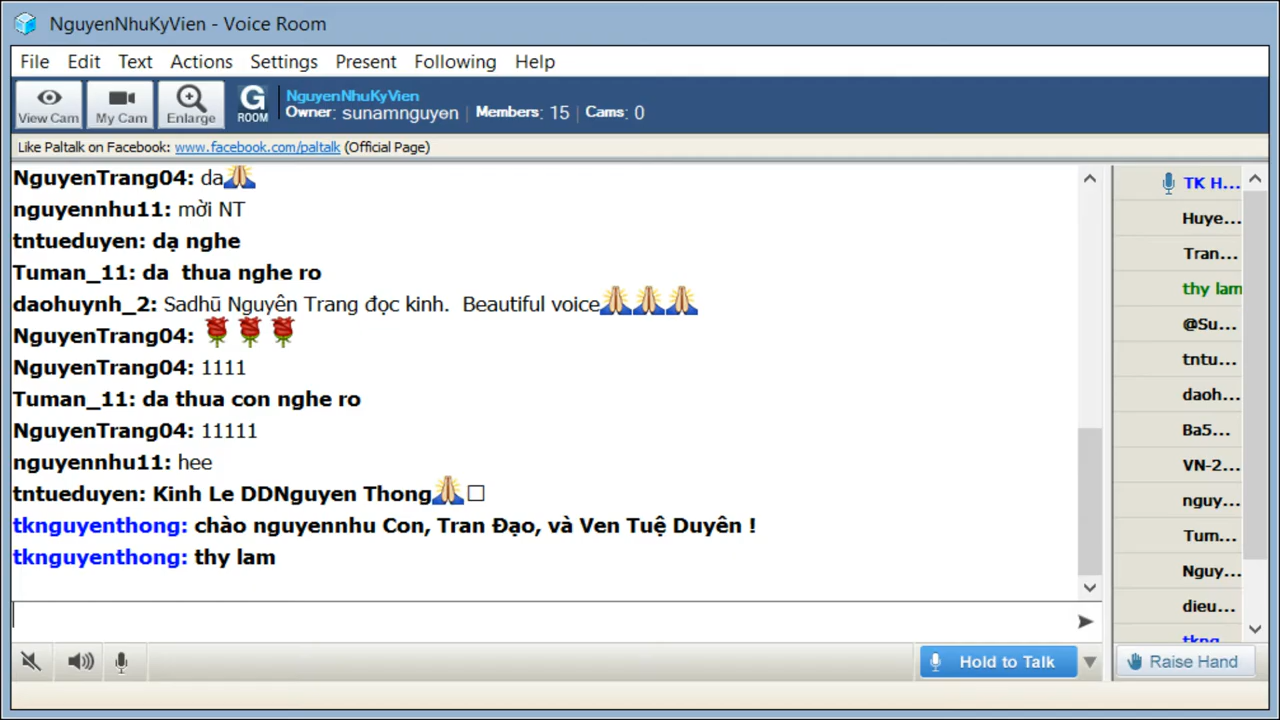 NguyenNhuKyVien - Voice Room
File Edit Text Actions Settings Present Following Help
View Cam My Cam Enlarge G ROOM
NguyenNhuKyVien
Owner: sunamnguyen | Members: 15 | Cams: 0
Like Paltalk on Facebook: www.facebook.com/paltalk (Official Page)
NguyenTrang04: da🙏
nguyennhu11: mời NT
tntueduyen: dạ nghe
Tuman_11: da thua nghe ro
daohuynh_2: Sadhū Nguyên Trang đọc kinh. Beautiful voice🙏🙏🙏
NguyenTrang04: 🌹🌹🌹
NguyenTrang04: 1111
Tuman_11: da thua con nghe ro
NguyenTrang04: 11111
nguyennhu11: hee
tntueduyen: Kinh Le DDNguyen Thong🙏□
tknguyenthong: chào nguyennhu Con, Tran Đạo, và Ven Tuệ Duyên !
tknguyenthong: thy lam
TK H...
Huye...
Tran...
thy lam
@Su...
tntu...
daoh...
Ba5...
VN-2...
nguy...
Tum...
Nguy...
dieu...
tkng...
Hold to Talk
Raise Hand